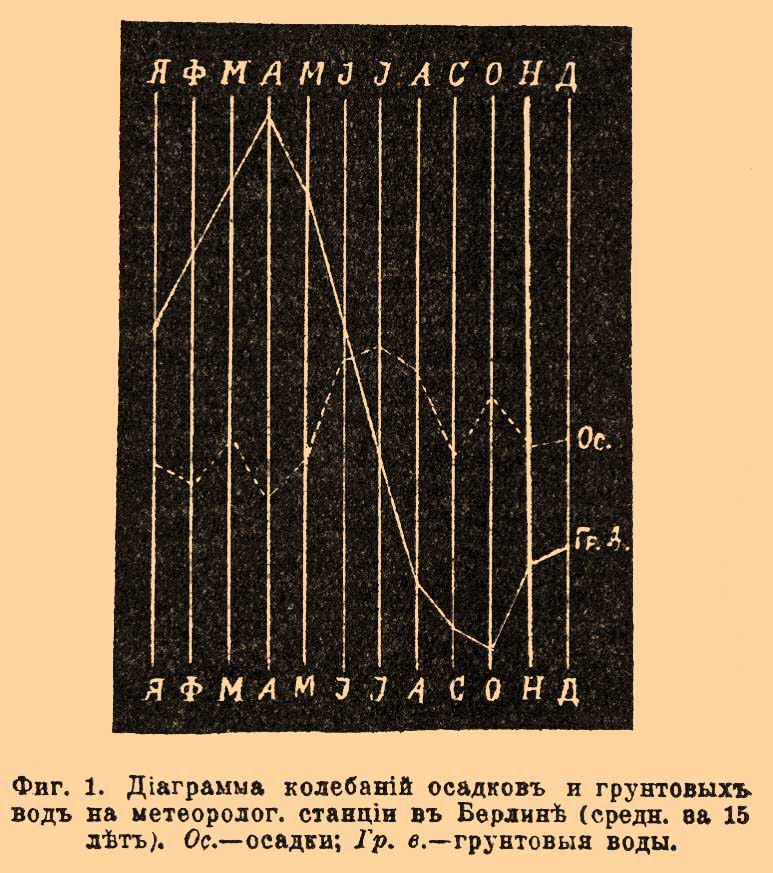 Я Ф М А М J J А С О Н Д
Ос.
Гр. в.
Я Ф М А М J J А С О Н Д
Фиг. 1. Діаграмма колебаній осадковъ и грунтовыхъ
водъ на метеоролог. станціи въ Берлинѣ (средн. за 15
лѣтъ). Ос.—осадки; Гр. в.—грунтовыя воды.